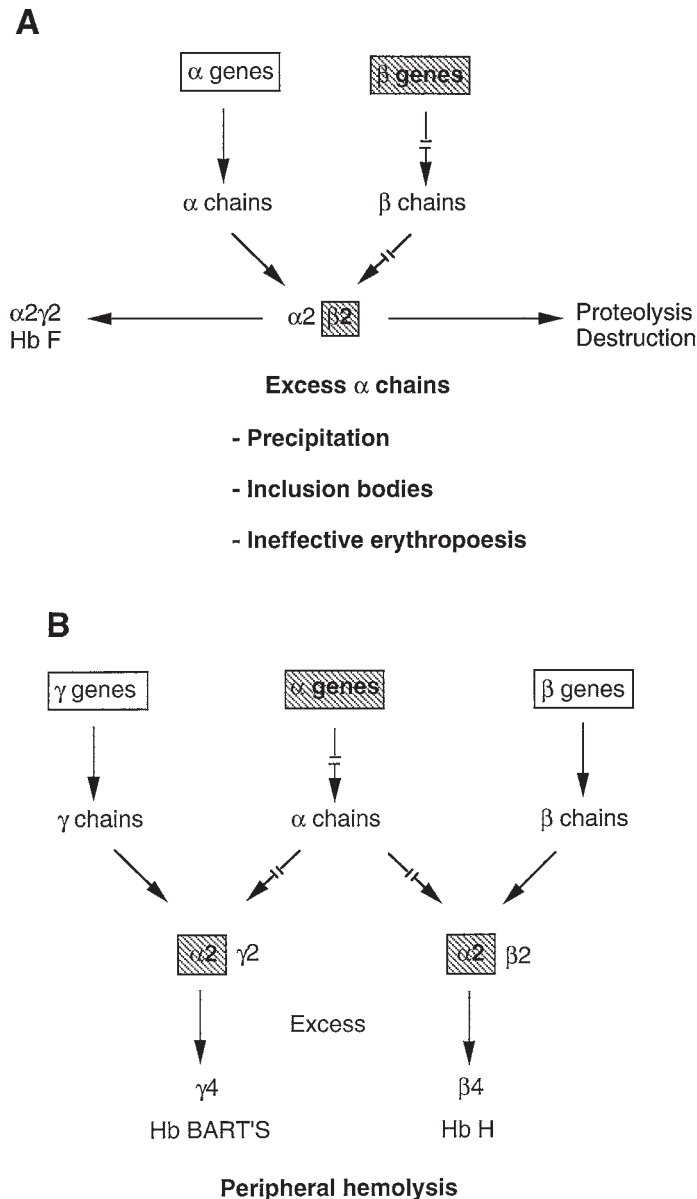 A
α genes
β genes
α chains
β chains
α2γ2
Hb F
α2 β2
Proteolysis
Destruction
Excess α chains
- Precipitation
- Inclusion bodies
- Ineffective erythropoesis
B
γ genes
α genes
β genes
γ chains
α chains
β chains
α2 γ2
α2 β2
Excess
γ4
β4
Hb BART'S
Hb H
Peripheral hemolysis